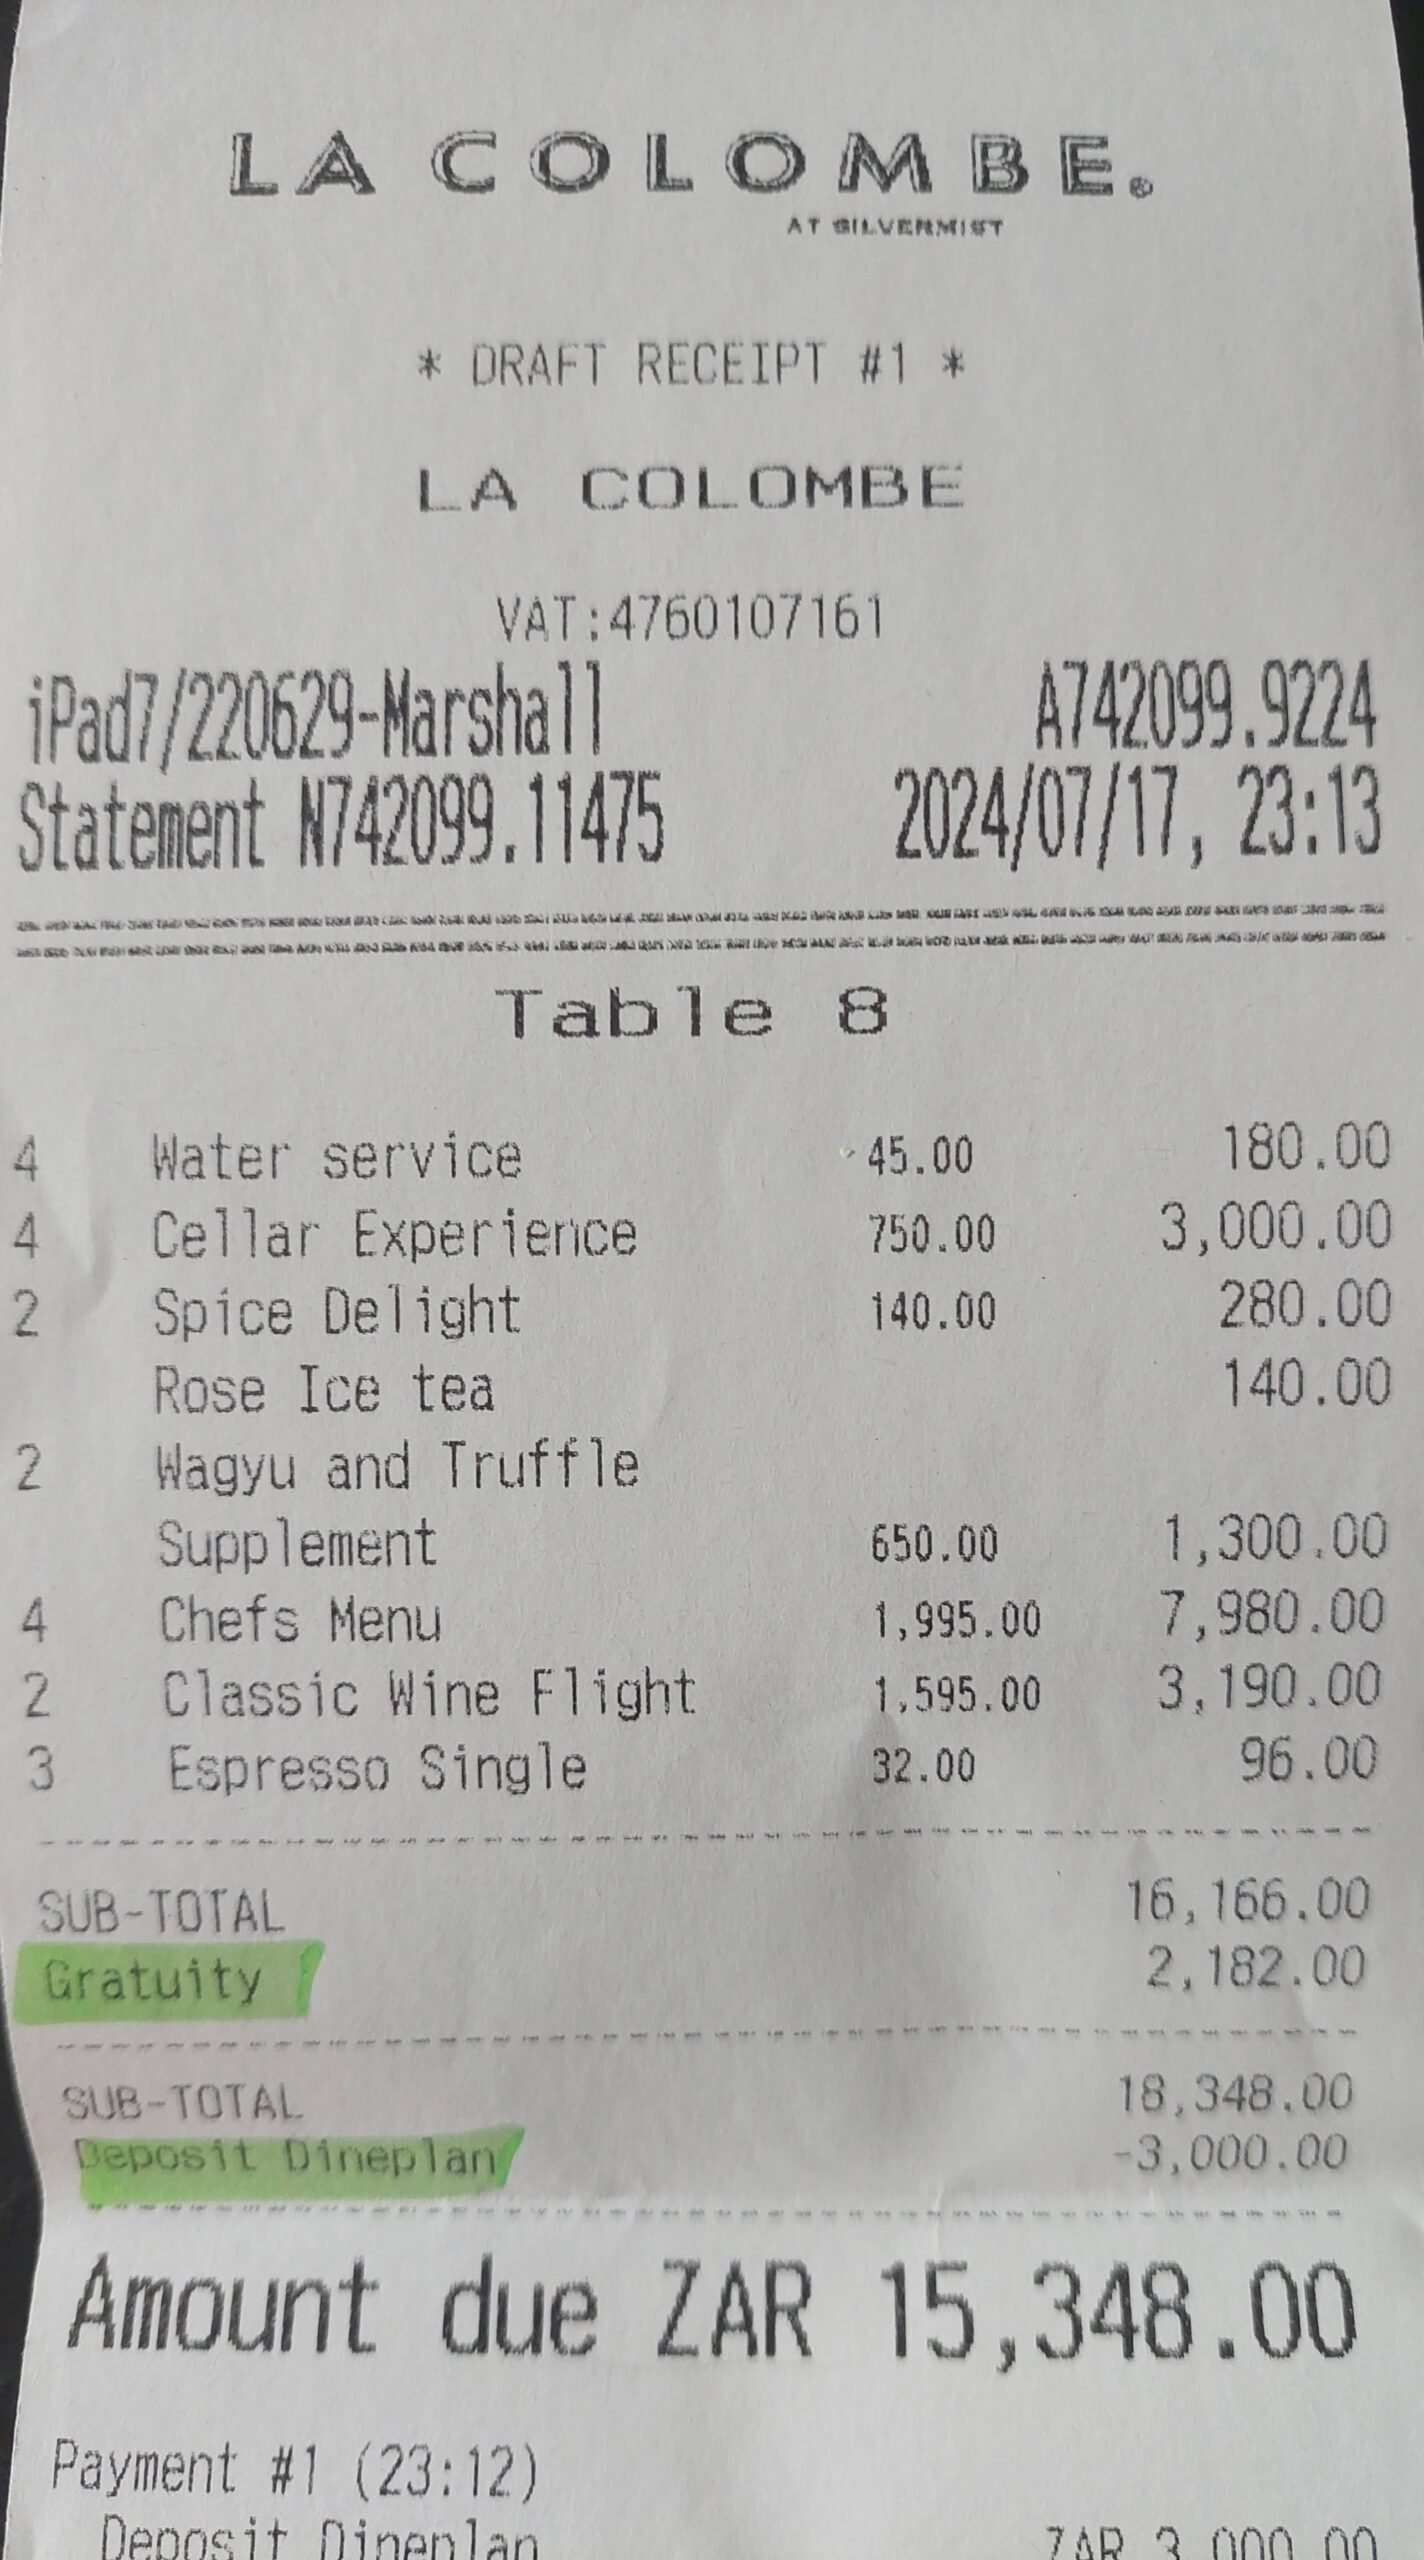 LA COLOMBE®
AT SILVERMIST
* DRAFT RECEIPT #1 *
LA COLOMBE
VAT:4760107161
iPad7/220629-Marshall A742099.9224
Statement N742099.11475 2024/07/17, 23:13
Table 8
4 Water service 45.00 180.00
4 Cellar Experience 750.00 3,000.00
2 Spice Delight 140.00 280.00
Rose Ice tea 140.00
2 Wagyu and Truffle
Supplement 650.00 1,300.00
4 Chefs Menu 1,995.00 7,980.00
2 Classic Wine Flight 1,595.00 3,190.00
3 Espresso Single 32.00 96.00
SUB-TOTAL 16,166.00
Gratuity 2,182.00
SUB-TOTAL 18,348.00
Deposit Dineplan -3,000.00
Amount due ZAR 15,348.00
Payment #1 (23:12)
Deposit Dineplan ZAR 3,000.00